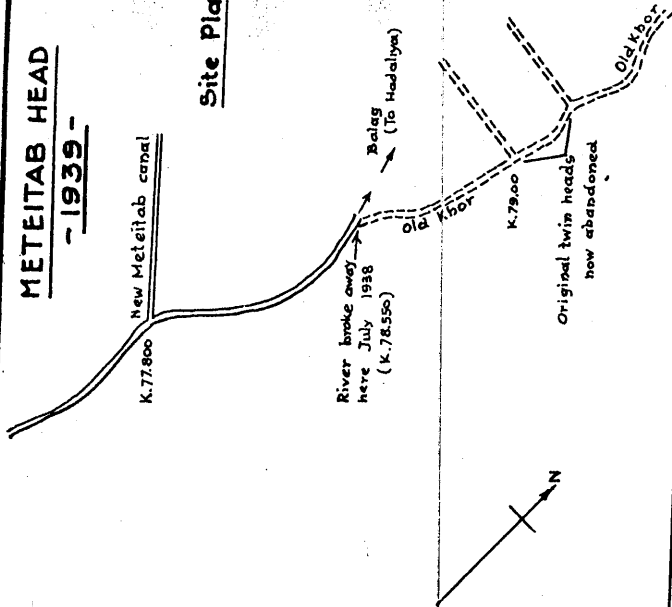 METEITAB HEAD
-1939-
Site Pla
New Meteitab canal
K.77.800
Balag
(To Hadaliya)
River broke away
here July 1938
(K.78.550)
Old Khor
K.79.00
Original twin heads
now abandoned
Old Khor
N